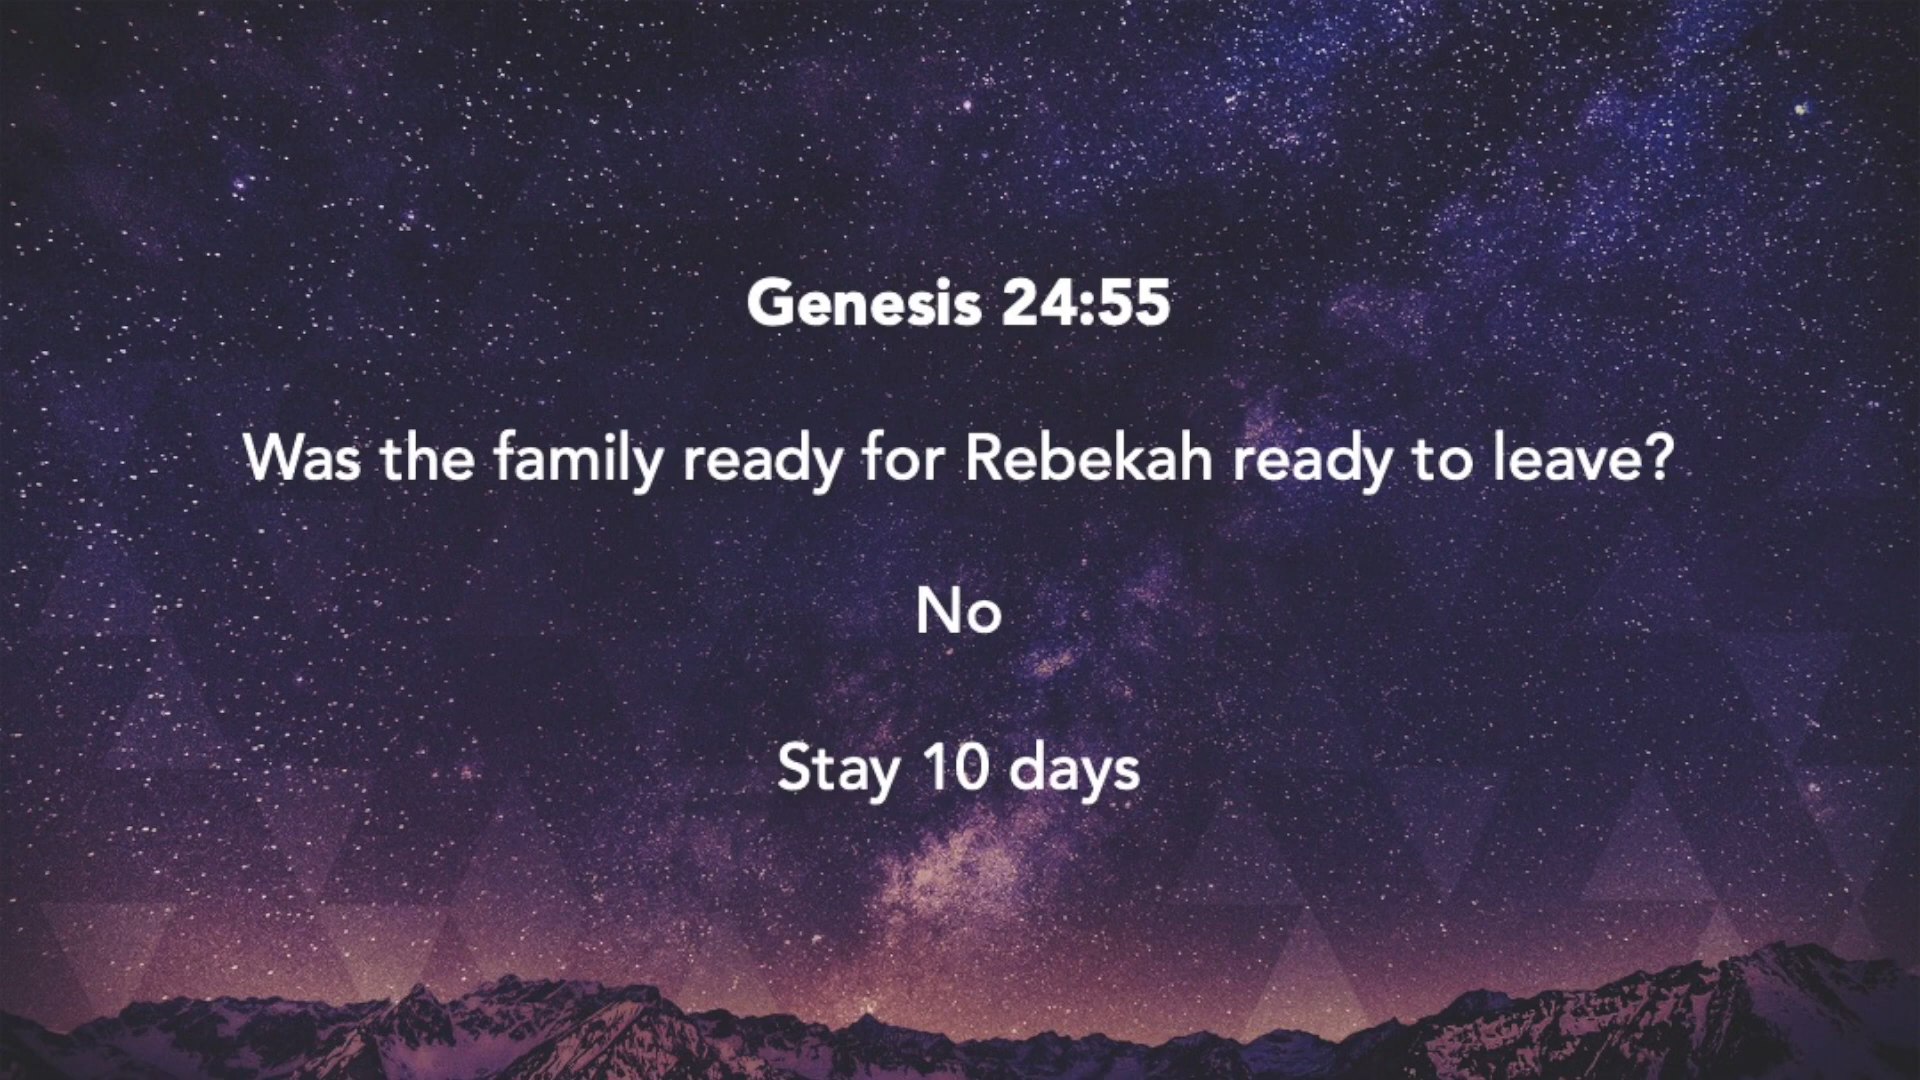 Genesis 24:55
Was the family ready for Rebekah ready to leave?
No
Stay 10 days